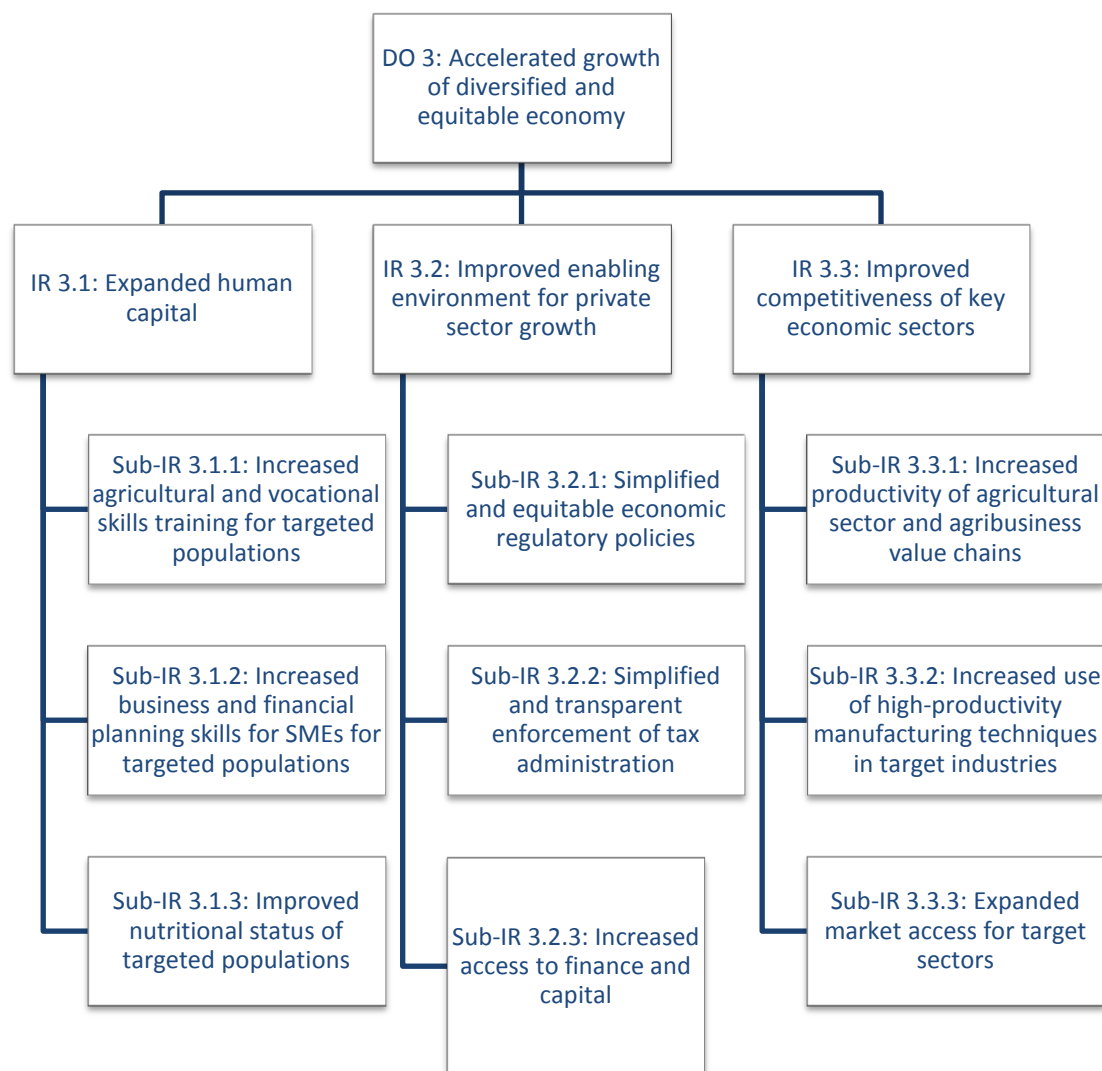 DO 3: Accelerated growth
of diversified and
equitable economy
IR 3.1: Expanded human
capital
IR 3.2: Improved enabling
environment for private
sector growth
IR 3.3: Improved
competitiveness of key
economic sectors
Sub-IR 3.1.1: Increased
agricultural and vocational
skills training for targeted
populations
Sub-IR 3.2.1: Simplified
and equitable economic
regulatory policies
Sub-IR 3.3.1: Increased
productivity of agricultural
sector and agribusiness
value chains
Sub-IR 3.1.2: Increased
business and financial
planning skills for SMEs for
targeted populations
Sub-IR 3.2.2: Simplified
and transparent
enforcement of tax
administration
Sub-IR 3.3.2: Increased use
of high-productivity
manufacturing techniques
in target industries
Sub-IR 3.1.3: Improved
nutritional status of
targeted populations
Sub-IR 3.2.3: Increased
access to finance and
capital
Sub-IR 3.3.3: Expanded
market access for target
sectors